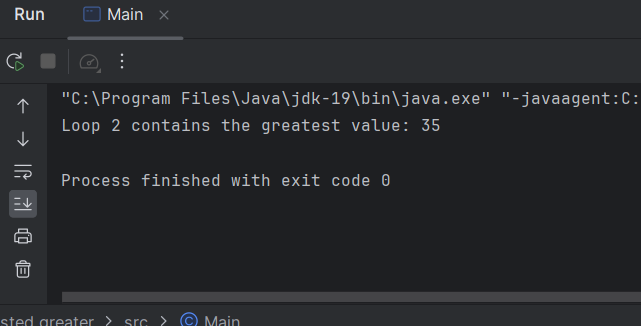 Run Main
"C:\Program Files\Java\jdk-19\bin\java.exe" "-javaagent:C:
Loop 2 contains the greatest value: 35
Process finished with exit code 0
sted greater > src > Main